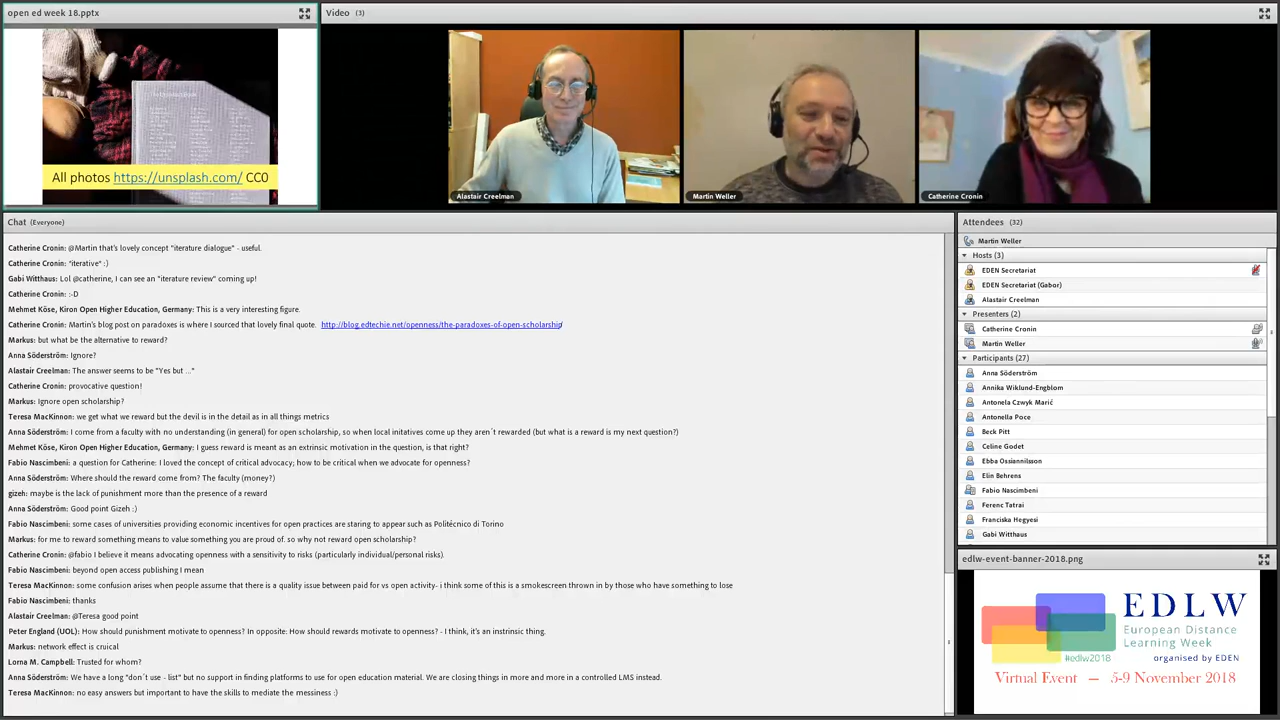 open ed week 18.pptx
All photos https://unsplash.com/ CC0
Video (3)
Alastair Creelman
Martin Weller
Catherine Cronin
Chat (Everyone)
Catherine Cronin: @Martin that's lovely concept "iterature dialogue" - useful.
Catherine Cronin: *iterative* :)
Gabi Witthaus: Lol @catherine, I can see an "iterature review" coming up!
Catherine Cronin: :-D
Mehmet Köse, Kiron Open Higher Education, Germany: This is a very interesting figure.
Catherine Cronin: Martin's blog post on paradoxes is where I sourced that lovely final quote. http://blog.edtechie.net/openness/the-paradoxes-of-open-scholarship/
Markus: but what be the alternative to reward?
Anna Söderström: Ignore?
Alastair Creelman: The answer seems to be "Yes but ..."
Catherine Cronin: provocative question!
Markus: Ignore open scholarship?
Teresa MacKinnon: we get what we reward but the devil is in the detail as in all things metrics
Anna Söderström: I come from a faculty with no understanding (in general) for open scholarship, so when local initatives come up they aren´t rewarded (but what is a reward is my next question?)
Mehmet Köse, Kiron Open Higher Education, Germany: I guess reward is meant as an extrinsic motivation in the question, is that right?
Fabio Nascimbeni: a question for Catherine: I loved the concept of critical advocacy; how to be critical when we advocate for openness?
Anna Söderström: Where should the reward come from? The faculty (money?)
gizeh: maybe is the lack of punishment more than the presence of a reward
Anna Söderström: Good point Gizeh :)
Fabio Nascimbeni: some cases of universities providing economic incentives for open practices are staring to appear such as Politécnico di Torino
Markus: for me to reward something means to value something you are proud of. so why not reward open scholarship?
Catherine Cronin: @fabio I believe it means advocating openness with a sensitivity to risks (particularly individual/personal risks).
Fabio Nascimbeni: beyond open access publishing I mean
Teresa MacKinnon: some confusion arises when people assume that there is a quality issue between paid for vs open activity- i think some of this is a smokescreen thrown in by those who have something to lose
Fabio Nascimbeni: thanks
Alastair Creelman: @Teresa good point
Peter England (UOL): How should punishment motivate to openness? In opposite: How should rewards motivate to openness? - I think, it's an instrinsic thing.
Markus: network effect is cruical
Lorna M. Campbell: Trusted for whom?
Anna Söderström: We have a long "don´t use - list" but no support in finding platforms to use for open education material. We are closing things in more and more in a controlled LMS instead.
Teresa MacKinnon: no easy answers but important to have the skills to mediate the messiness :)
Attendees (32)
Martin Weller
Hosts (3)
EDEN Secretariat
EDEN Secretariat (Gabor)
Alastair Creelman
Presenters (2)
Catherine Cronin
Martin Weller
Participants (27)
Anna Söderström
Annika Wiklund-Engblom
Antonela Czwyk Marić
Antonella Poce
Beck Pitt
Celine Godet
Ebba Ossiannilsson
Elin Behrens
Fabio Nascimbeni
Ferenc Tatrai
Franciska Hegyesi
Gabi Witthaus
edlw-event-banner-2018.png
EDLW
European Distance
Learning Week
#edlw2018
organised by EDEN
Virtual Event — 5-9 November 2018